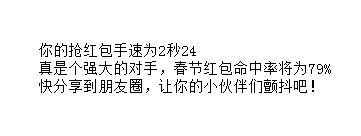 你的抢红包手速为2秒24
真是个强大的对手，春节红包命中率将为79%
快分享到朋友圈，让你的小伙伴们颤抖吧！